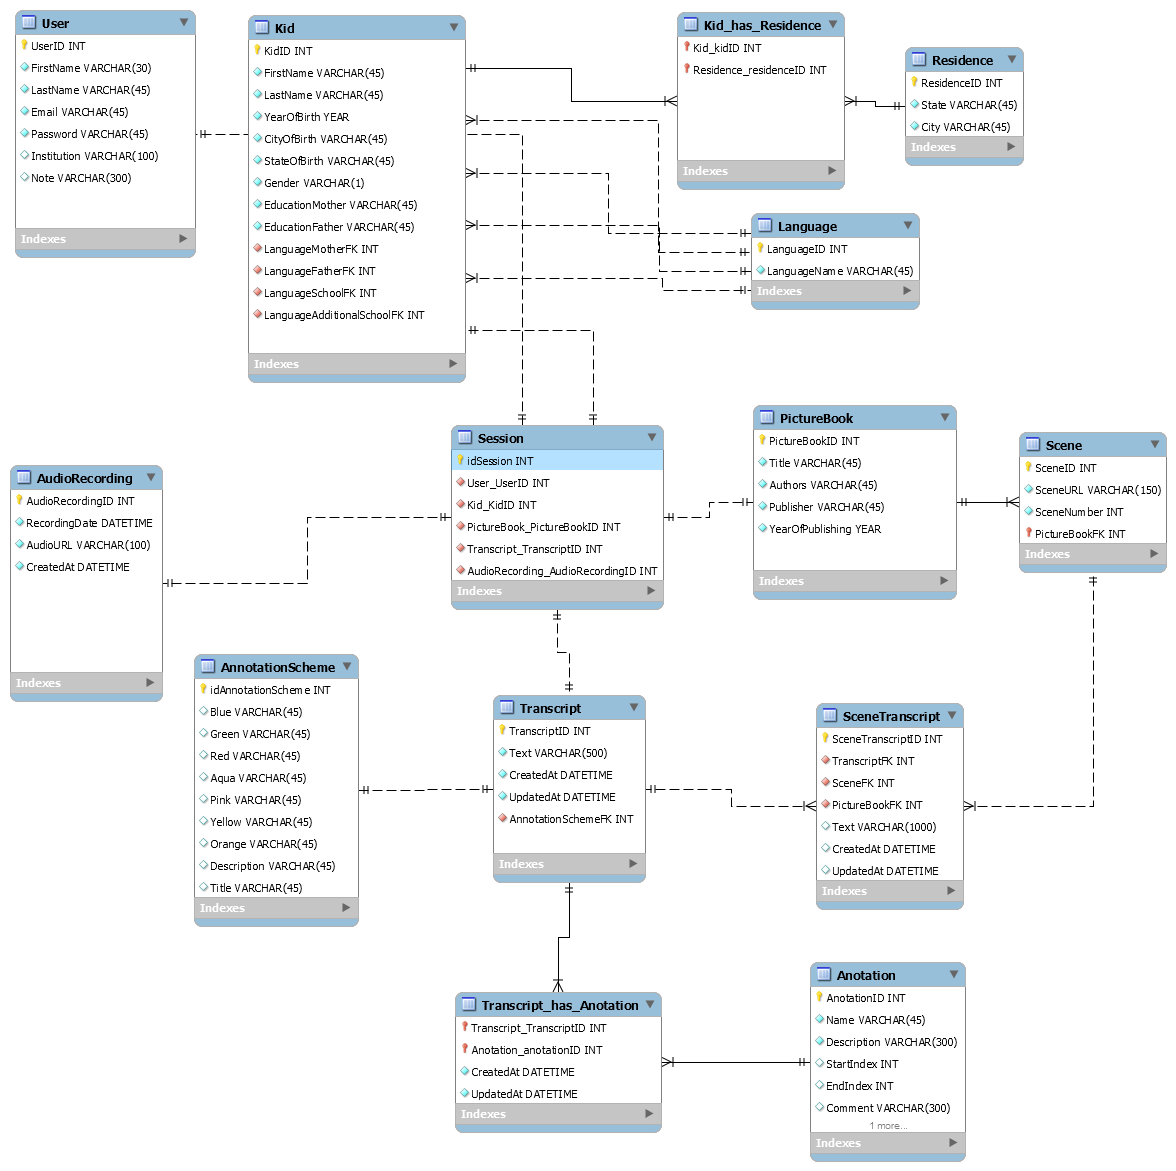 User
UserID INT
FirstName VARCHAR(30)
LastName VARCHAR(45)
Email VARCHAR(45)
Password VARCHAR(45)
Institution VARCHAR(100)
Note VARCHAR(300)
Indexes
Kid
KidID INT
FirstName VARCHAR(45)
LastName VARCHAR(45)
YearOfBirth YEAR
CityOfBirth VARCHAR(45)
StateOfBirth VARCHAR(45)
Gender VARCHAR(1)
EducationMother VARCHAR(45)
EducationFather VARCHAR(45)
LanguageMotherFK INT
LanguageFatherFK INT
LanguageSchoolFK INT
LanguageAdditionalSchoolFK INT
Indexes
Kid_has_Residence
Kid_kidID INT
Residence_residenceID INT
Indexes
Residence
ResidenceID INT
State VARCHAR(45)
City VARCHAR(45)
Indexes
Language
LanguageID INT
LanguageName VARCHAR(45)
Indexes
AudioRecording
AudioRecordingID INT
RecordingDate DATETIME
AudioURL VARCHAR(100)
CreatedAt DATETIME
Indexes
Session
idSession INT
User_UserID INT
Kid_KidID INT
PictureBook_PictureBookID INT
Transcript_TranscriptID INT
AudioRecording_AudioRecordingID INT
Indexes
PictureBook
PictureBookID INT
Title VARCHAR(45)
Authors VARCHAR(45)
Publisher VARCHAR(45)
YearOfPublishing YEAR
Indexes
Scene
SceneID INT
SceneURL VARCHAR(150)
SceneNumber INT
PictureBookFK INT
Indexes
AnnotationScheme
idAnnotationScheme INT
Blue VARCHAR(45)
Green VARCHAR(45)
Red VARCHAR(45)
Aqua VARCHAR(45)
Pink VARCHAR(45)
Yellow VARCHAR(45)
Orange VARCHAR(45)
Description VARCHAR(45)
Title VARCHAR(45)
Indexes
Transcript
TranscriptID INT
Text VARCHAR(500)
CreatedAt DATETIME
UpdatedAt DATETIME
AnnotationSchemeFK INT
Indexes
SceneTranscript
SceneTranscriptID INT
TranscriptFK INT
SceneFK INT
PictureBookFK INT
Text VARCHAR(1000)
CreatedAt DATETIME
UpdatedAt DATETIME
Indexes
Transcript_has_Anotation
Transcript_TranscriptID INT
Anotation_anotationID INT
CreatedAt DATETIME
UpdatedAt DATETIME
Indexes
Anotation
AnotationID INT
Name VARCHAR(45)
Description VARCHAR(300)
StartIndex INT
EndIndex INT
Comment VARCHAR(300)
1 more...
Indexes